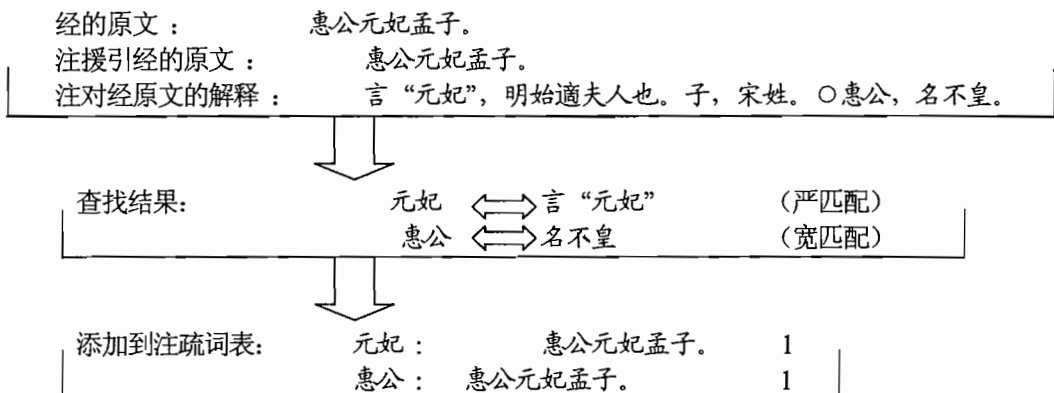 经的原文： 惠公元妃孟子。
注援引经的原文： 惠公元妃孟子。
注对经原文的解释： 言“元妃”，明始適夫人也。子，宋姓。○惠公，名不皇。
查找结果： 元妃 言“元妃” （严匹配）
惠公 名不皇 （宽匹配）
添加到注疏词表： 元妃： 惠公元妃孟子。 1
惠公： 惠公元妃孟子。 1